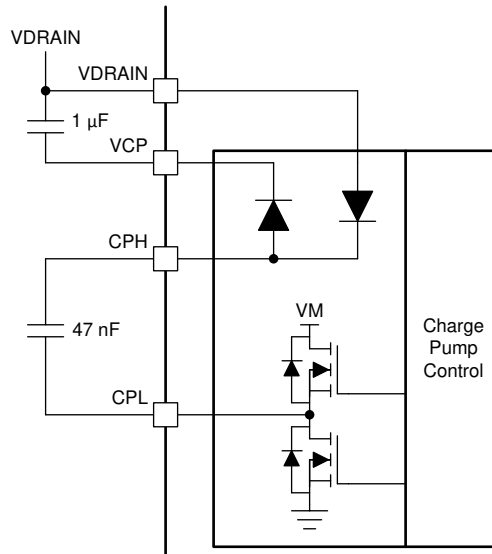 VDRAIN
VDRAIN
1 µF
VCP
CPH
47 nF
VM
Charge
Pump
Control
CPL